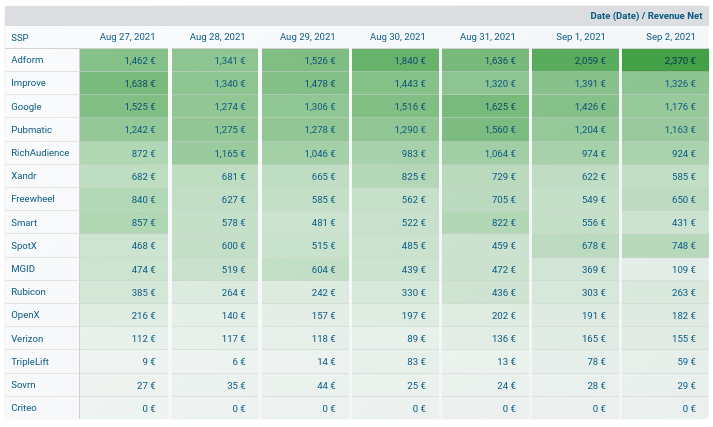 Date (Date) / Revenue Net
SSP Aug 27, 2021 Aug 28, 2021 Aug 29, 2021 Aug 30, 2021 Aug 31, 2021 Sep 1, 2021 Sep 2, 2021
Adform 1,462 € 1,341 € 1,526 € 1,840 € 1,636 € 2,059 € 2,370 €
Improve 1,638 € 1,340 € 1,478 € 1,443 € 1,320 € 1,391 € 1,326 €
Google 1,525 € 1,274 € 1,306 € 1,516 € 1,625 € 1,426 € 1,176 €
Pubmatic 1,242 € 1,275 € 1,278 € 1,290 € 1,560 € 1,204 € 1,163 €
RichAudience 872 € 1,165 € 1,046 € 983 € 1,064 € 974 € 924 €
Xandr 682 € 681 € 665 € 825 € 729 € 622 € 585 €
Freewheel 840 € 627 € 585 € 562 € 705 € 549 € 650 €
Smart 857 € 578 € 481 € 522 € 822 € 556 € 431 €
SpotX 468 € 600 € 515 € 485 € 459 € 678 € 748 €
MGID 474 € 519 € 604 € 439 € 472 € 369 € 109 €
Rubicon 385 € 264 € 242 € 330 € 436 € 303 € 263 €
OpenX 216 € 140 € 157 € 197 € 202 € 191 € 182 €
Verizon 112 € 117 € 118 € 89 € 136 € 165 € 155 €
TripleLift 9 € 6 € 14 € 83 € 13 € 78 € 59 €
Sovrn 27 € 35 € 44 € 25 € 24 € 28 € 29 €
Criteo 0 € 0 € 0 € 0 € 0 € 0 € 0 €